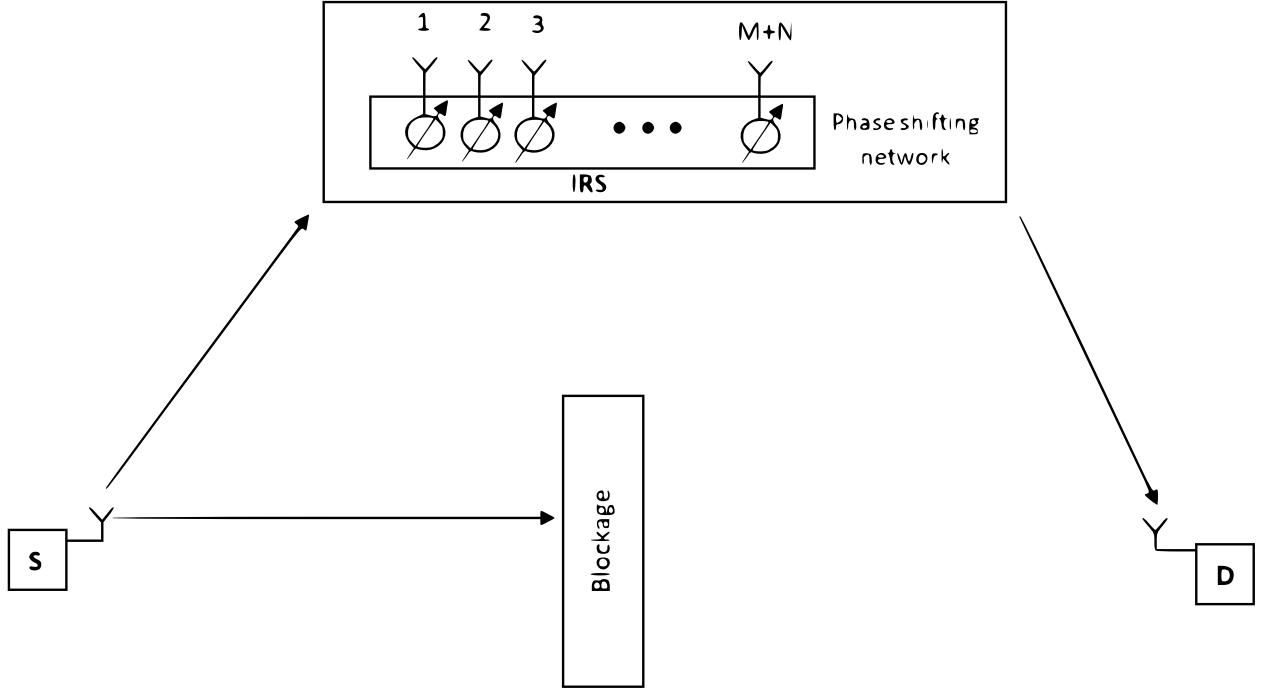 1 2 3 M+N
Phase shifting
network
IRS
Blockage
S
D